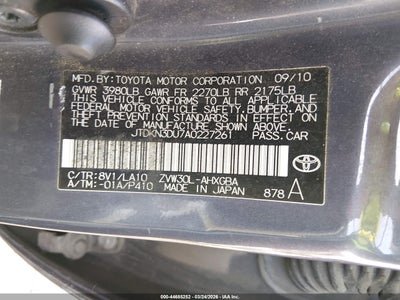 MFD. BY: TOYOTA MOTOR CORPORATION 09/10
GVWR 3980LB GAWR FR 2270LB RR 2175LB
THIS VEHICLE CONFORMS TO ALL APPLICABLE
FEDERAL MOTOR VEHICLE SAFETY, BUMPER, AND
THEFT PREVENTION STANDARDS IN EFFECT ON
THE DATE OF MANUFACTURE SHOWN ABOVE.
JTDKN3DU7A0227261 PASS.CAR
C/TR: 8V1/LA10 ZVW30L-AHXGBA
A/TM: -01A/P410 MADE IN JAPAN 878 A
000-44685252 | 03/24/2026 - IAAI